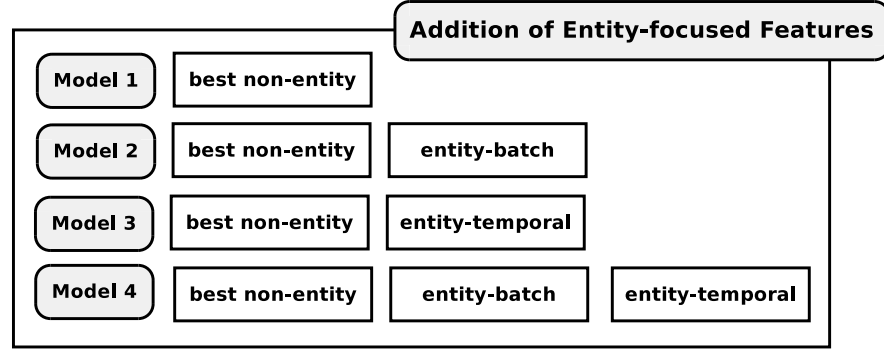 Addition of Entity-focused Features
Model 1 best non-entity
Model 2 best non-entity entity-batch
Model 3 best non-entity entity-temporal
Model 4 best non-entity entity-batch entity-temporal